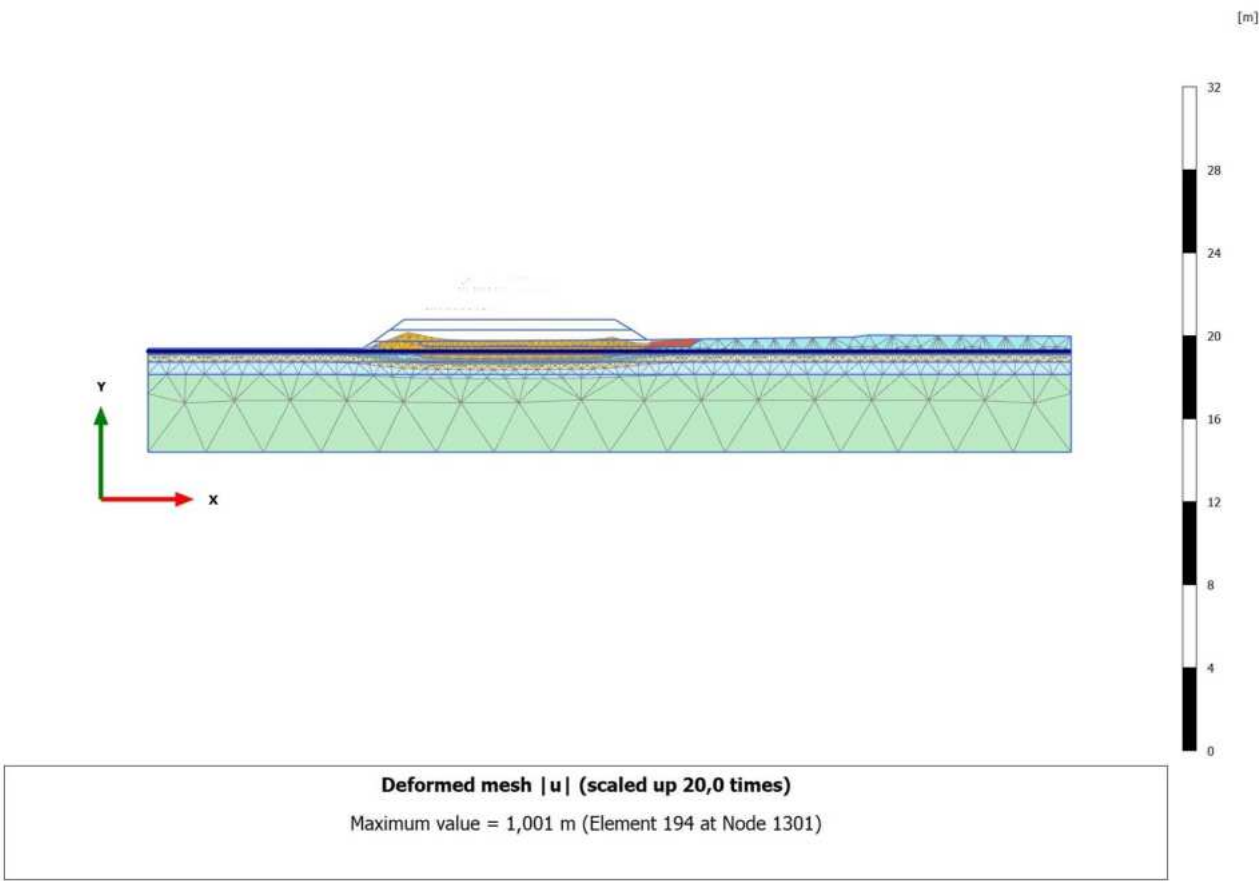 [m]
32
28
24
20
16
12
8
4
0
Y
X
Deformed mesh |u| (scaled up 20,0 times)
Maximum value = 1,001 m (Element 194 at Node 1301)